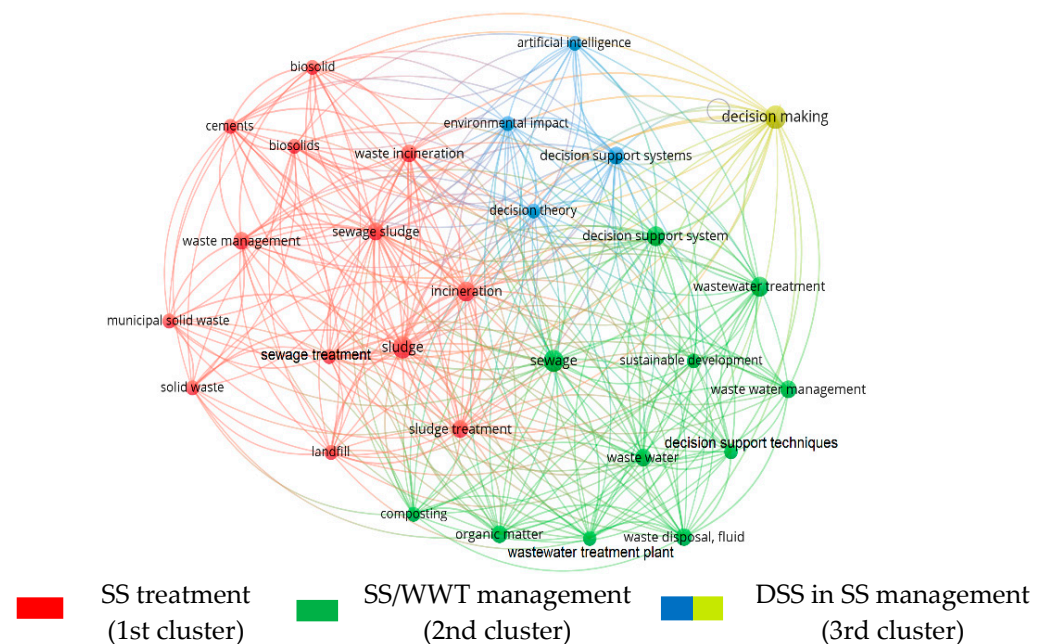 artificial intelligence
biosolid
decision making
cements
environmental impact
biosolids
waste incineration
decision support systems
decision theory
sewage sludge
decision support system
waste management
wastewater treatment
incineration
municipal solid waste
sludge
sewage treatment
sewage
sustainable development
solid waste
waste water management
sludge treatment
decision support techniques
landfill
waste water
composting
organic matter
waste disposal, fluid
wastewater treatment plant
SS treatment
(1st cluster)
SS/WWT management
(2nd cluster)
DSS in SS management
(3rd cluster)